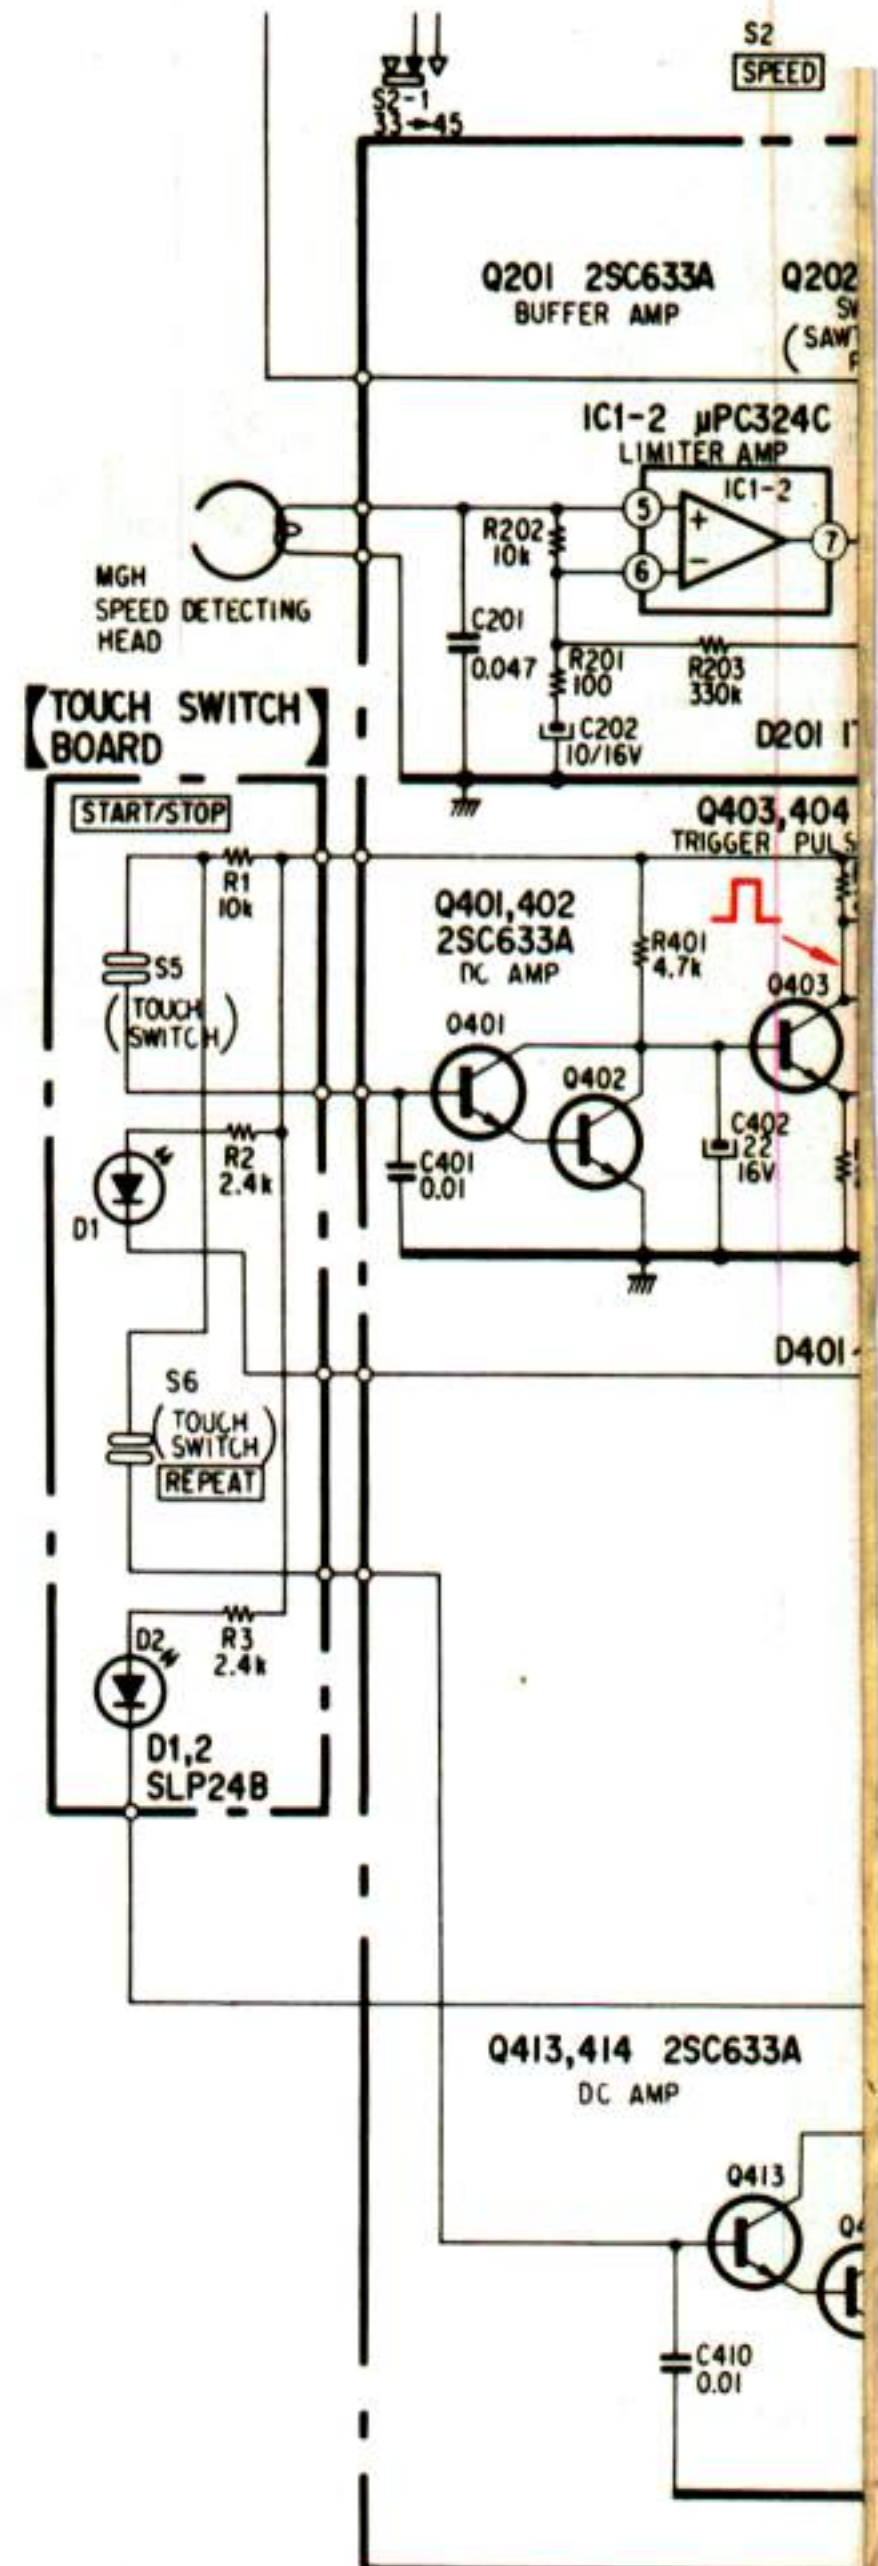 S2
SPEED
S2-1
33→45
Q201 2SC633A
BUFFER AMP
Q202
IC1-2 µPC324C
LIMITER AMP
IC1-2
5
+
6
−
7
R202
10k
MGH
SPEED DETECTING
HEAD
C201
0.047
R201
100
R203
330k
C202
10/16V
D201
【TOUCH SWITCH
BOARD】
START/STOP
R1
10k
S5
(TOUCH
SWITCH)
Q403,404
TRIGGER PULS
Q401,402
2SC633A
DC AMP
R401
4.7k
Q403
Q401
Q402
R2
2.4k
D1
C401
0.01
C402
22
16V
D401
S6
(TOUCH
SWITCH)
REPEAT
D2
R3
2.4k
D1,2
SLP24B
Q413,414 2SC633A
DC AMP
Q413
C410
0.01